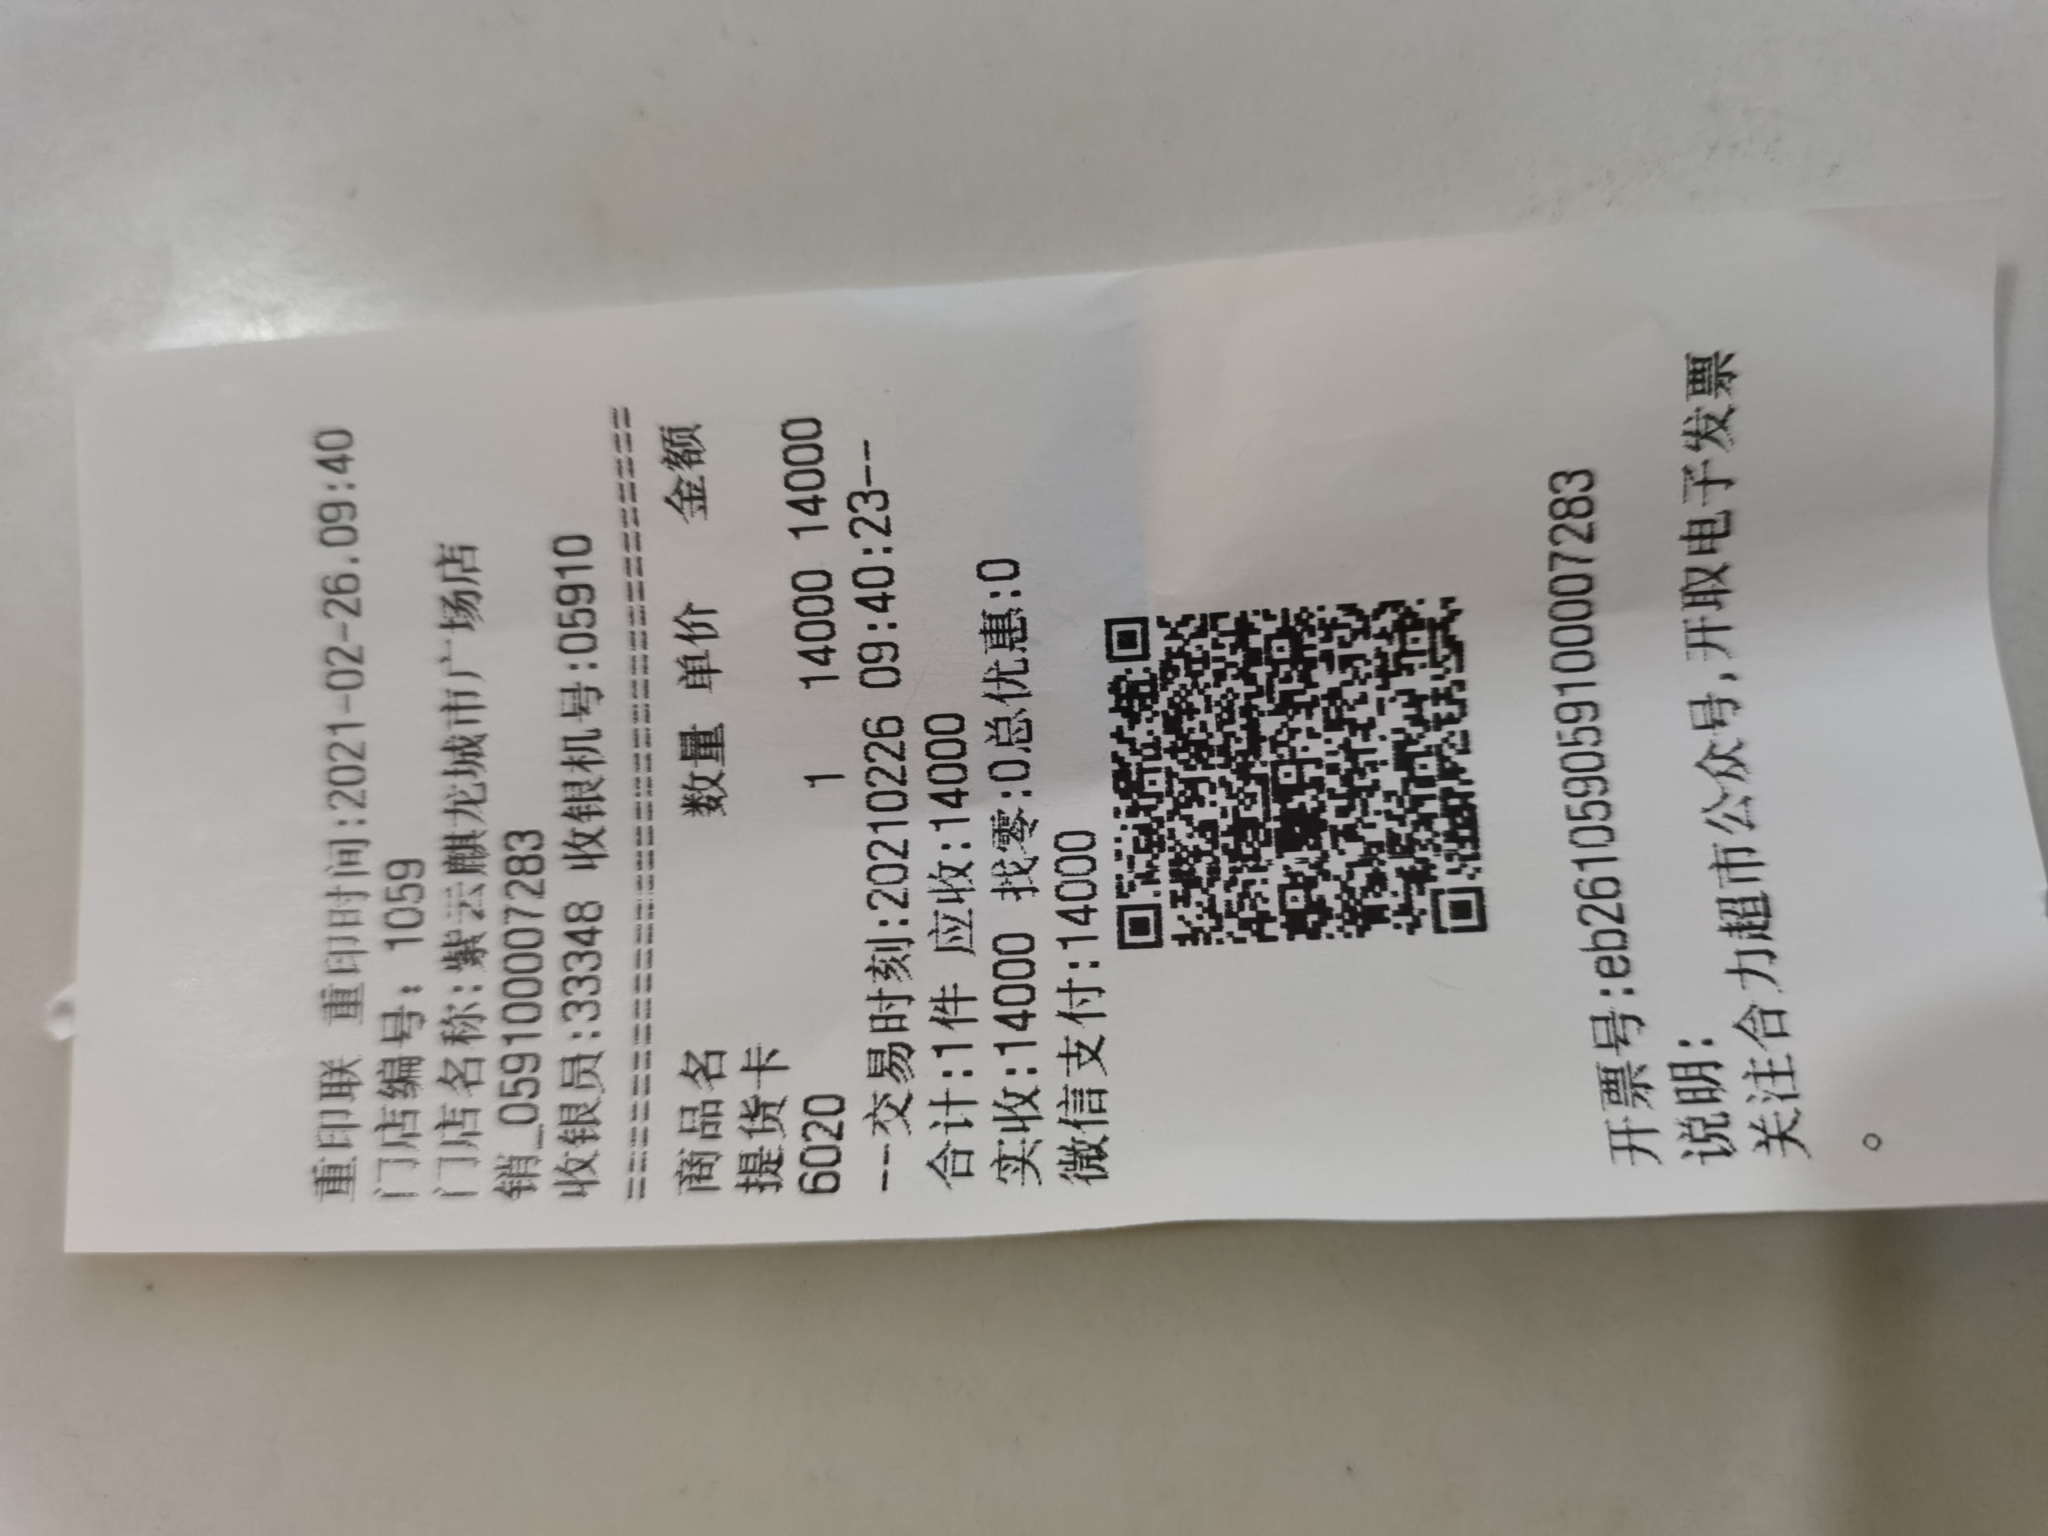 重印联 重印时间:2021-02-26.09:40
门店编号: 1059
门店名称:紫云麒龙城市广场店
销_059100007283
收银员:33348 收银机号:059910
==========================================
商品名 数量 单价 金额
提货卡
6020 1 14000 14000
--交易时刻:20210226 09:40:23--
合计:1件 应收:14000
实收:14000 找零:0总优惠:0
微信支付:14000
开票号:eb261059059100007283
说明:
关注合力超市公众号,开取电子发票
。